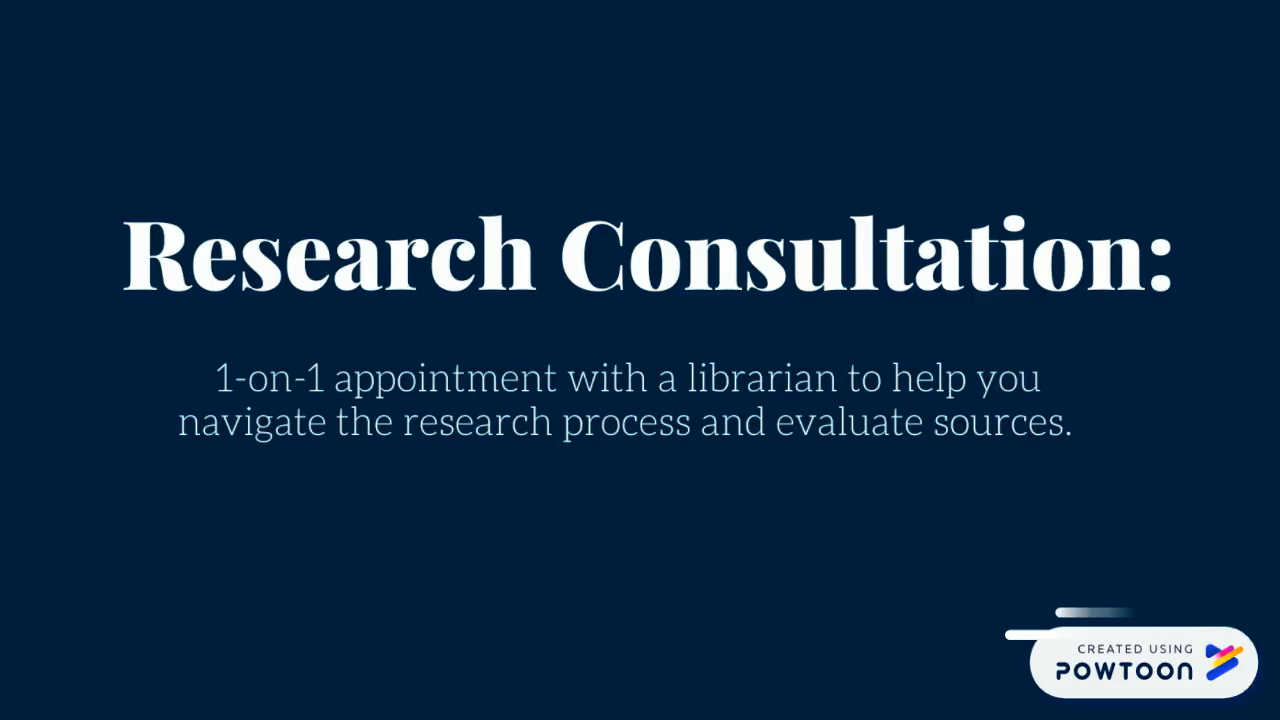 Research Consultation:
1-on-1 appointment with a librarian to help you
navigate the research process and evaluate sources.
CREATED USING
POWTOON